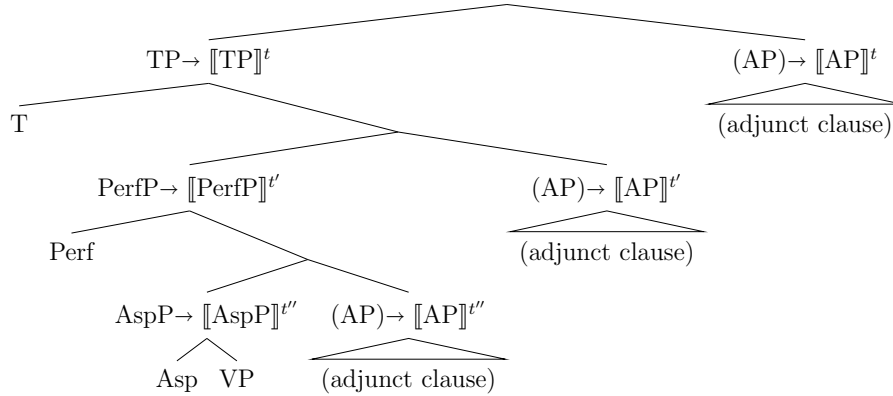 TP→ ⟦TP⟧ᵗ (AP)→ ⟦AP⟧ᵗ
T (adjunct clause)
PerfP→ ⟦PerfP⟧ᵗ′ (AP)→ ⟦AP⟧ᵗ′
Perf (adjunct clause)
AspP→ ⟦AspP⟧ᵗ″ (AP)→ ⟦AP⟧ᵗ″
Asp VP (adjunct clause)